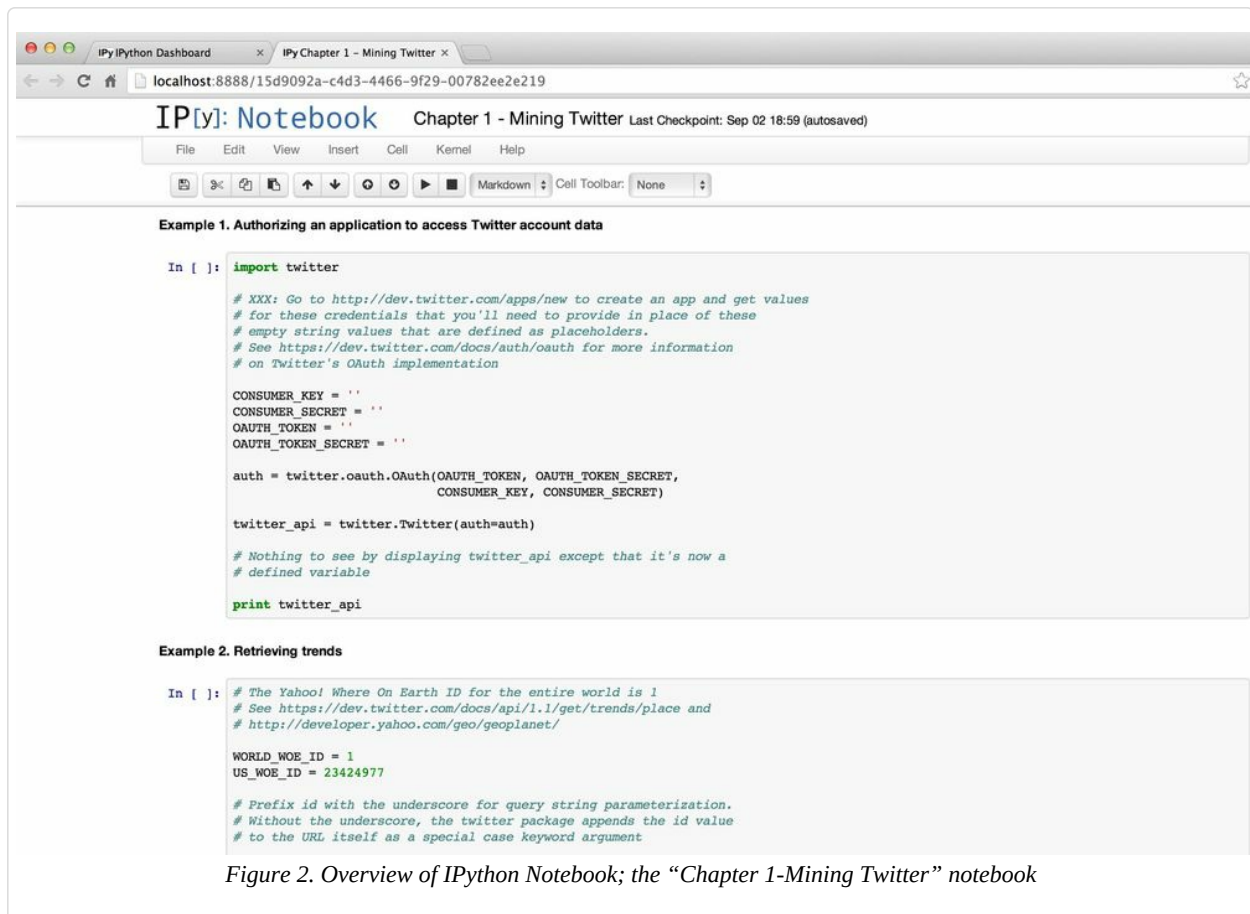 IPy IPython Dashboard × IPy Chapter 1 – Mining Twitter ×
localhost:8888/15d9092a-c4d3-4466-9f29-00782ee2e219
IP[y]: Notebook Chapter 1 - Mining Twitter Last Checkpoint: Sep 02 18:59 (autosaved)
File Edit View Insert Cell Kernel Help
Markdown Cell Toolbar: None
Example 1. Authorizing an application to access Twitter account data
In [ ]: import twitter
# XXX: Go to http://dev.twitter.com/apps/new to create an app and get values
# for these credentials that you'll need to provide in place of these
# empty string values that are defined as placeholders.
# See https://dev.twitter.com/docs/auth/oauth for more information
# on Twitter's OAuth implementation
CONSUMER_KEY = ''
CONSUMER_SECRET = ''
OAUTH_TOKEN = ''
OAUTH_TOKEN_SECRET = ''
auth = twitter.oauth.OAuth(OAUTH_TOKEN, OAUTH_TOKEN_SECRET,
CONSUMER_KEY, CONSUMER_SECRET)
twitter_api = twitter.Twitter(auth=auth)
# Nothing to see by displaying twitter_api except that it's now a
# defined variable
print twitter_api
Example 2. Retrieving trends
In [ ]: # The Yahoo! Where On Earth ID for the entire world is 1
# See https://dev.twitter.com/docs/api/1.1/get/trends/place and
# http://developer.yahoo.com/geo/geoplanet/
WORLD_WOE_ID = 1
US_WOE_ID = 23424977
# Prefix id with the underscore for query string parameterization.
# Without the underscore, the twitter package appends the id value
# to the URL itself as a special case keyword argument
Figure 2. Overview of IPython Notebook; the “Chapter 1-Mining Twitter” notebook